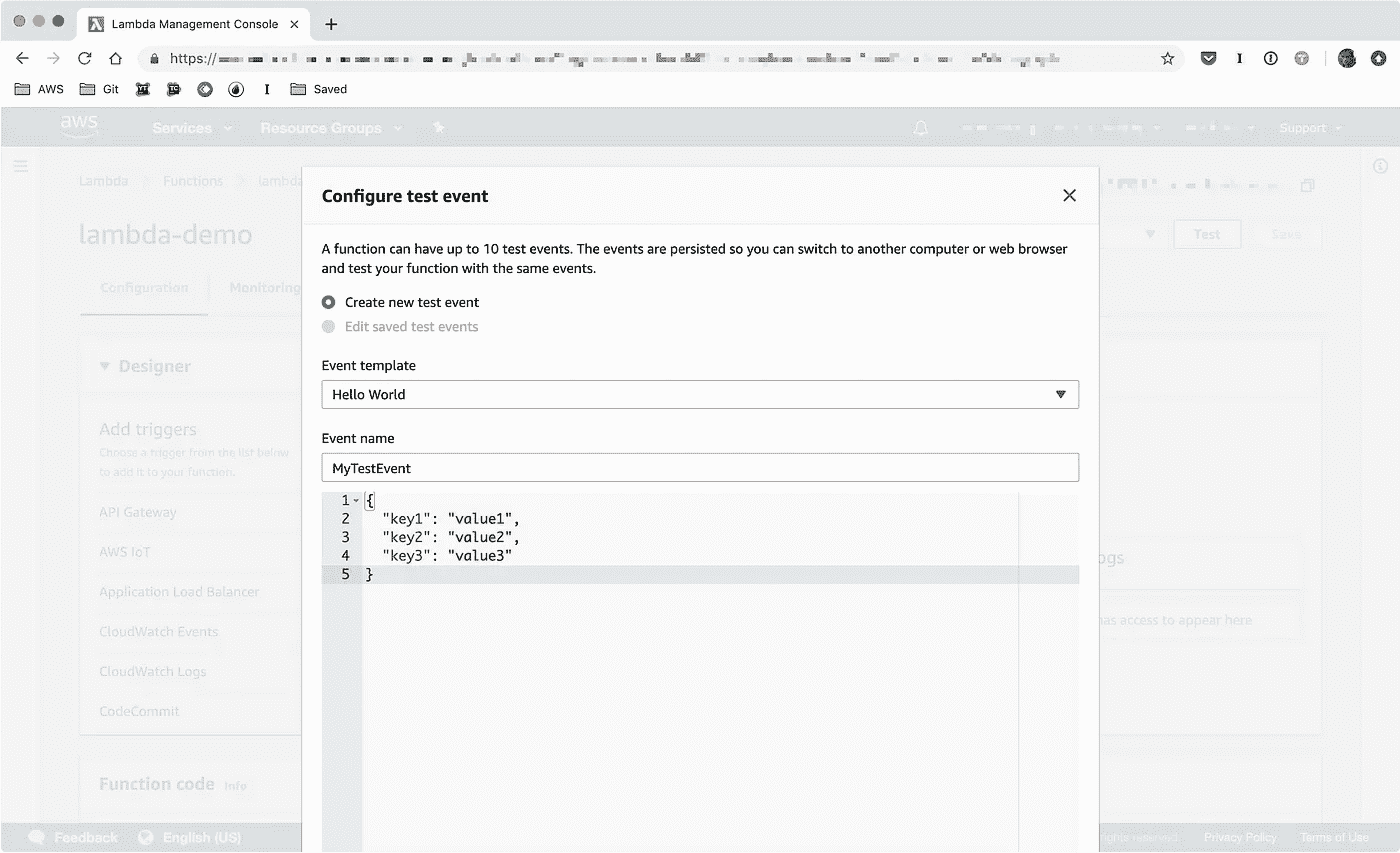 Lambda Management Console
https://
AWS
Git
Saved
aws
Services
Resource Groups
Support
Lambda
Functions
lambda-demo
Test
Save
Configuration
Monitoring
Designer
Add triggers
Choose a trigger from the list below
to add it to your function.
API Gateway
AWS IoT
Application Load Balancer
CloudWatch Events
CloudWatch Logs
CodeCommit
Function code Info
Configure test event
A function can have up to 10 test events. The events are persisted so you can switch to another computer or web browser
and test your function with the same events.
Create new test event
Edit saved test events
Event template
Hello World
Event name
MyTestEvent
1 {
2 "key1": "value1",
3 "key2": "value2",
4 "key3": "value3"
5 }
has access to appear here
Feedback
English (US)
rights reserved.
Privacy Policy
Terms of Use